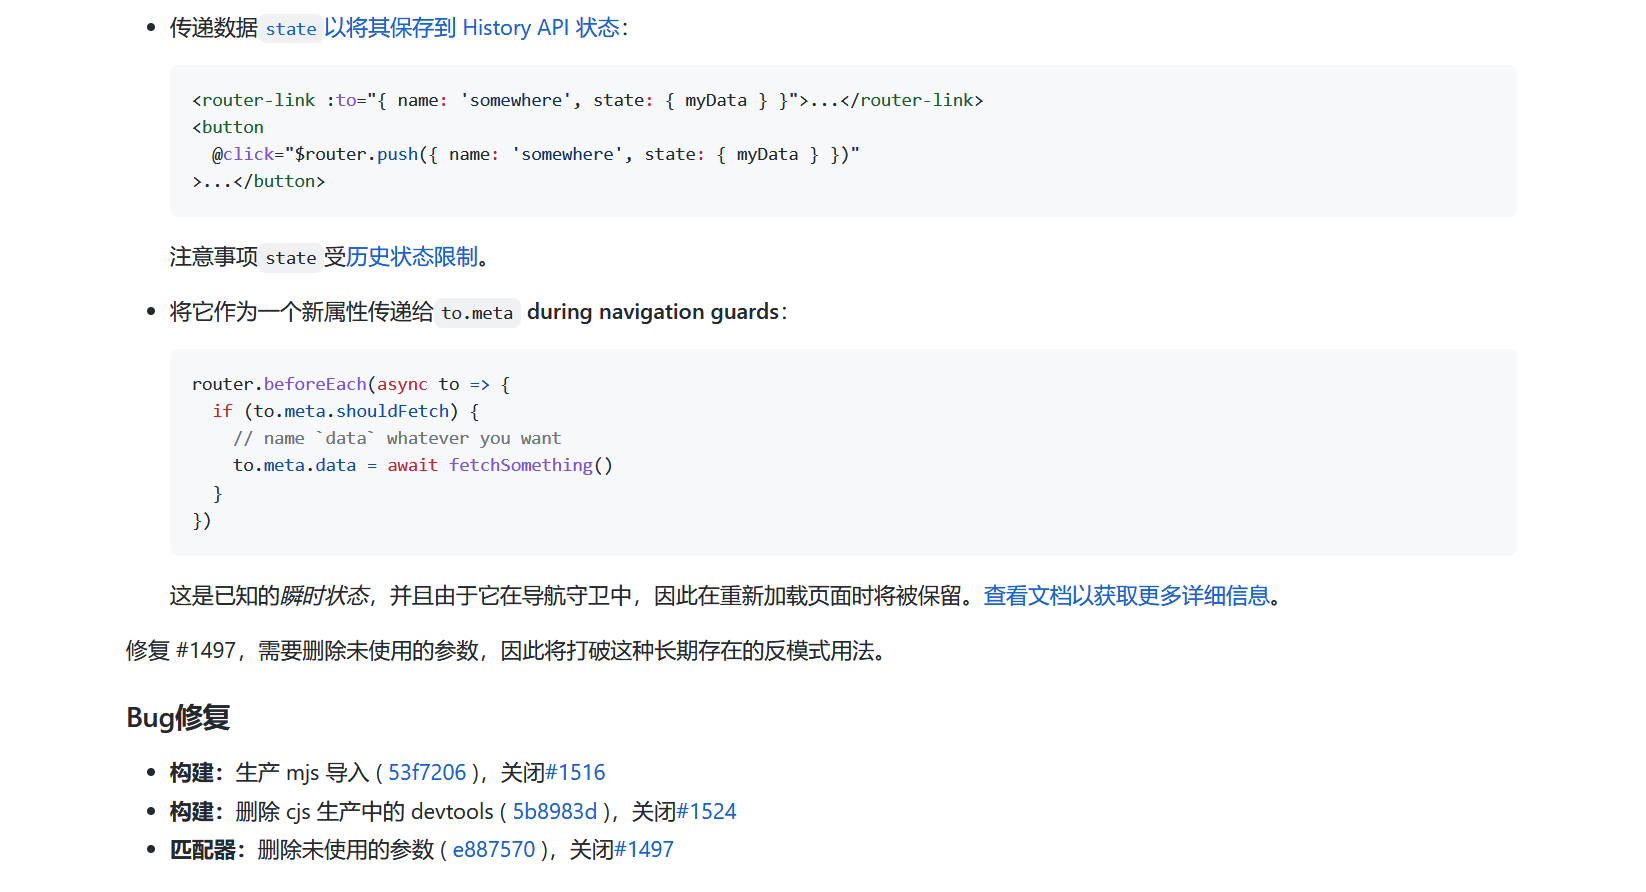 • 传递数据 state 以将其保存到 History API 状态：
<router-link :to="{ name: 'somewhere', state: { myData } }">...</router-link>
<button
  @click="$router.push({ name: 'somewhere', state: { myData } })"
>...</button>
注意事项 state 受历史状态限制。
• 将它作为一个新属性传递给 to.meta during navigation guards：
router.beforeEach(async to => {
  if (to.meta.shouldFetch) {
    // name `data` whatever you want
    to.meta.data = await fetchSomething()
  }
})
这是已知的瞬时状态，并且由于它在导航守卫中，因此在重新加载页面时将被保留。查看文档以获取更多详细信息。
修复 #1497，需要删除未使用的参数，因此将打破这种长期存在的反模式用法。
Bug修复
• 构建：生产 mjs 导入 ( 53f7206 )，关闭#1516
• 构建：删除 cjs 生产中的 devtools ( 5b8983d )，关闭#1524
• 匹配器：删除未使用的参数 ( e887570 )，关闭#1497